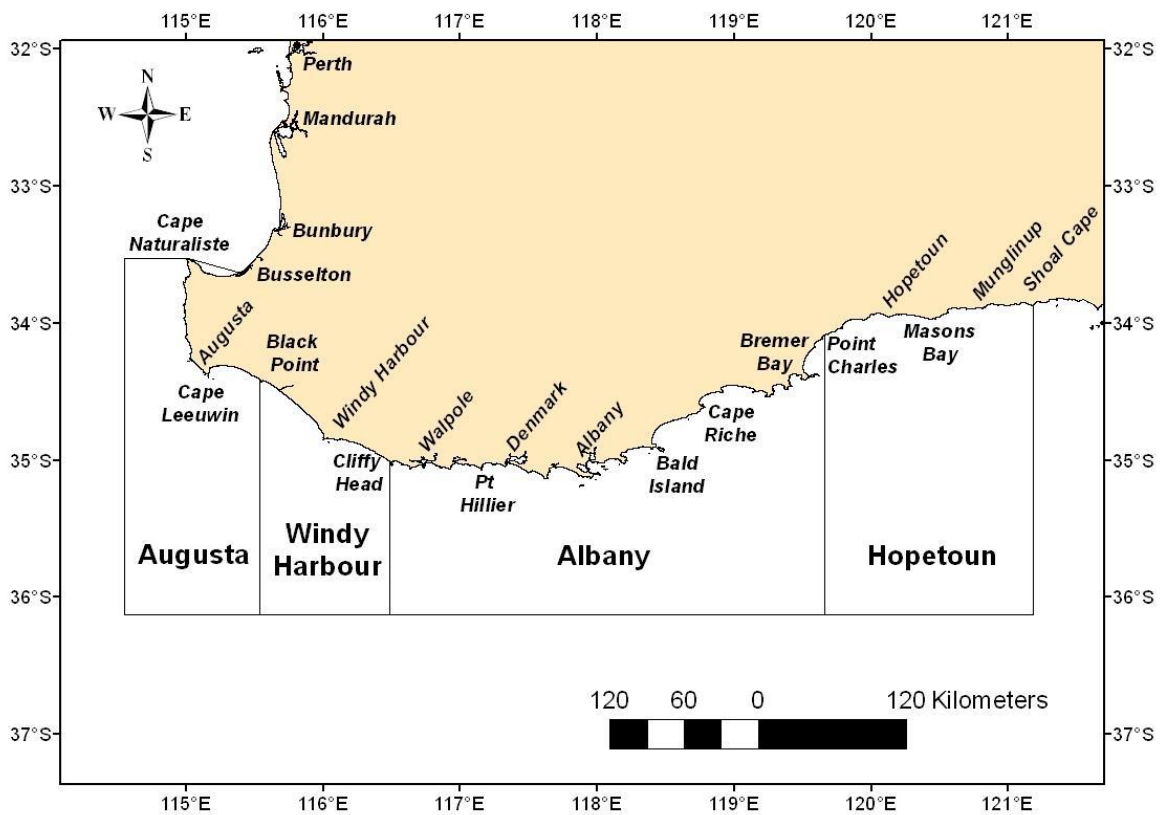 115°E 116°E 117°E 118°E 119°E 120°E 121°E
32°S 32°S
Perth
N
W E
S
Mandurah
33°S 33°S
Cape
Naturaliste
Bunbury
Busselton
Hopetoun
Munglinup
Shoal Cape
34°S 34°S
Augusta
Black
Point
Windy Harbour
Bremer
Bay
Point
Charles
Masons
Bay
Cape
Leeuwin
Walpole
Denmark
Albany
Cape
Riche
35°S 35°S
Cliffy
Head
Pt
Hillier
Bald
Island
Augusta
Windy
Harbour
Albany
Hopetoun
36°S 36°S
120 60 0 120 Kilometers
37°S 37°S
115°E 116°E 117°E 118°E 119°E 120°E 121°E